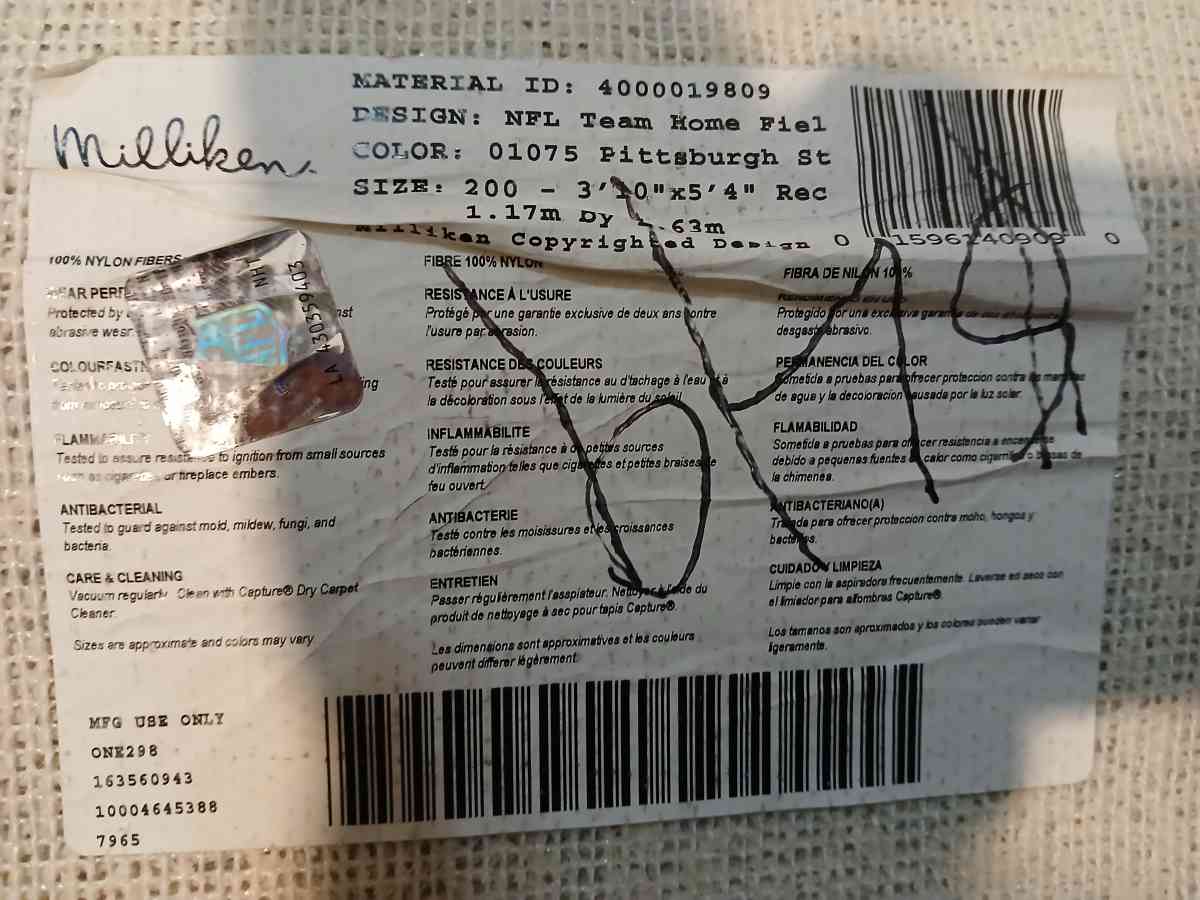 Milliken
MATERIAL ID: 4000019809
DESIGN: NFL Team Home Fiel
COLOR: 01075 Pittsburgh St
SIZE: 200 - 3'10"x5'4" Rec
1.17m by 1.63m
Milliken Copyrighted Design
0
0
100% NYLON FIBERS
Protected by
abrasive wear.
FLAMMABILITY
Tested to assure resistance to ignition from small sources
such as cigarettes or fireplace embers.
ANTIBACTERIAL
Tested to guard against mold, mildew, fungi, and
bacteria.
CARE & CLEANING
Vacuum regularly. Clean with Capture® Dry Carpet
Cleaner.
Sizes are approximate and colors may vary
NHT
LA 430359403
FIBRE 100% NYLON
RESISTANCE À L'USURE
Protégé par une garantie exclusive de deux ans contre
l'usure par abrasion.
RESISTANCE DES COULEURS
Testé pour assurer la résistance au d'tachage à l'eau et à
la décoloration sous l'effet de la lumière du soleil
INFLAMMABILITE
Testé pour la résistance à de petites sources
d'inflammation telles que cigarettes et petites braises de
feu ouvert.
ANTIBACTERIE
Testé contre les moisissures et les croissances
bactériennes.
ENTRETIEN
Passer régulièrement l'asspiateur. Nettoyer à l'aide du
produit de nettoyage à sec pour tapis Capture®.
Les dimensions sont approximatives et les couleurs
peuvent differer légèrement.
FIBRA DE NILON 100%
Protegido por una exclusiva garantia de
desgaste abrasivo.
PERMANENCIA DEL COLOR
Sometida a pruebas para ofrecer proteccion contra las manchas
de agua y la decoloracion causada por la luz solar.
FLAMABILIDAD
Sometida a pruebas para ofrecer resistencia a encenderse
debido a pequenas fuentes de calor como cigarrillos o brasas de
la chimenea.
ANTIBACTERIANO(A)
Tratada para ofrecer proteccion contra moho, hongos y
bacterias.
CUIDADO Y LIMPIEZA
Limpie con la aspiradora frecuentemente. Laverse en seco con
el limiador para alfombras Capture®.
Los tamanos son aproximados y los colores pueden variar
ligeramente.
MFG USE ONLY
ONE298
163560943
10004645388
7965